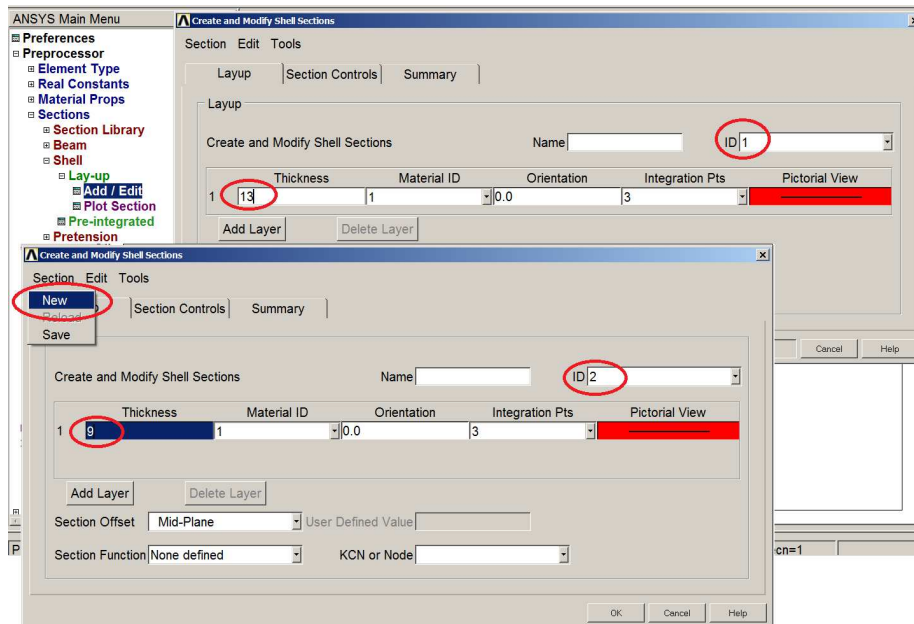 ANSYS Main Menu
Preferences
Preprocessor
Element Type
Real Constants
Material Props
Sections
Section Library
Beam
Shell
Lay-up
Add / Edit
Plot Section
Pre-integrated
Pretension
Create and Modify Shell Sections
Section Edit Tools
Layup Section Controls Summary
Layup
Create and Modify Shell Sections Name ID 1
Thickness Material ID Orientation Integration Pts Pictorial View
1 13 1 0.0 3
Add Layer Delete Layer
Cancel Help
Create and Modify Shell Sections
Section Edit Tools
New
Reload
Save
Section Controls Summary
Create and Modify Shell Sections Name ID 2
Thickness Material ID Orientation Integration Pts Pictorial View
1 9 1 0.0 3
Add Layer Delete Layer
Section Offset Mid-Plane User Defined Value
Section Function None defined KCN or Node
OK Cancel Help
P
cn=1